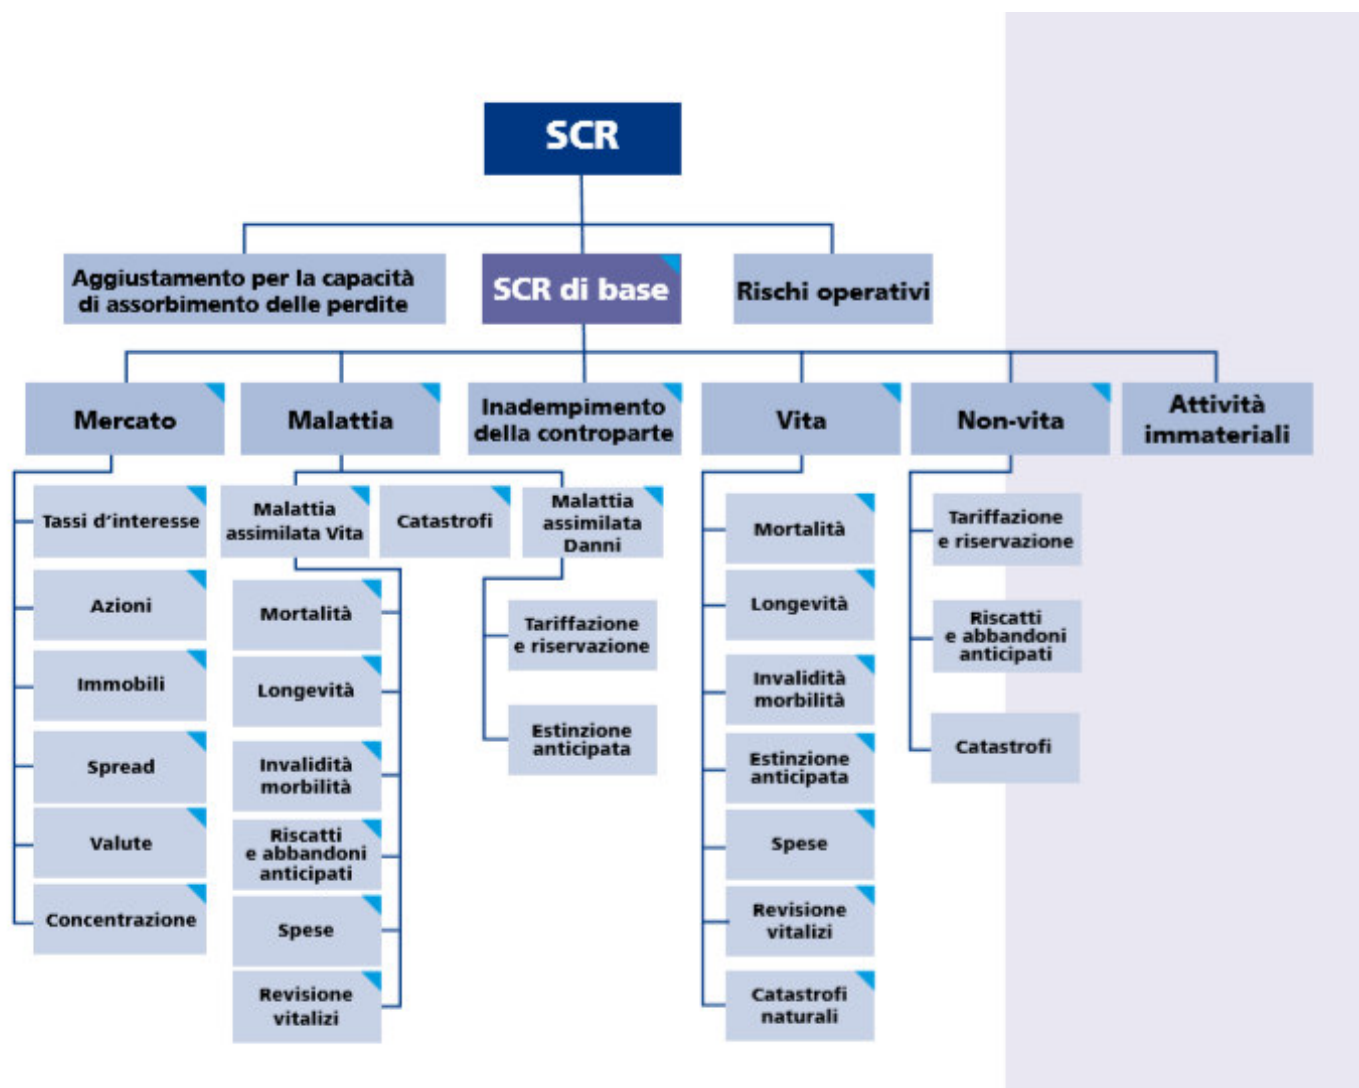 SCR
Aggiustamento per la capacità
di assorbimento delle perdite
SCR di base
Rischi operativi
Mercato
Malattia
Inadempimento
della controparte
Vita
Non-vita
Attività
immateriali
Tassi d'interesse
Azioni
Immobili
Spread
Valute
Concentrazione
Malattia
assimilata Vita
Mortalità
Longevità
Invalidità
morbilità
Riscatti
e abbandoni
anticipati
Spese
Revisione
vitalizi
Catastrofi
Malattia
assimilata
Danni
Tariffazione
e riservazione
Estinzione
anticipata
Mortalità
Longevità
Invalidità
morbilità
Estinzione
anticipata
Spese
Revisione
vitalizi
Catastrofi
naturali
Tariffazione
e riservazione
Riscatti
e abbandoni
anticipati
Catastrofi